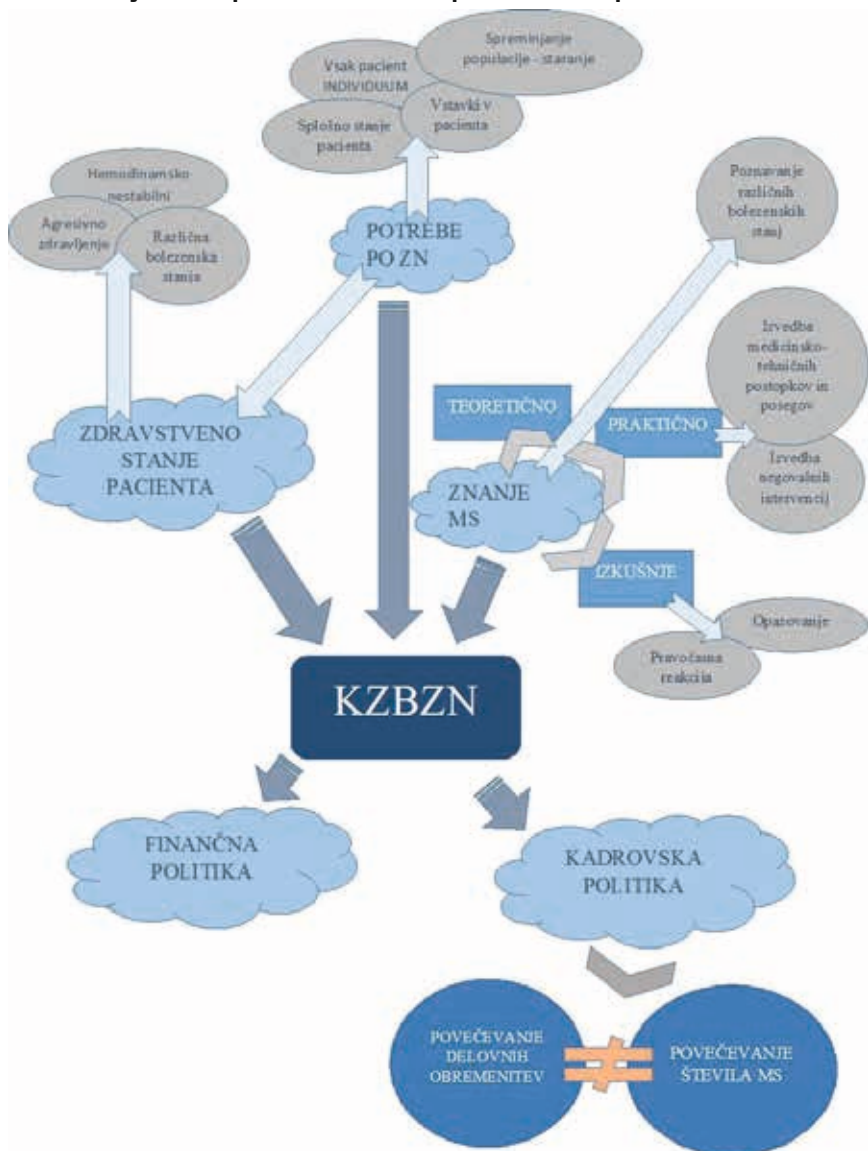 Spreminjanje
populacije - staranje
Vsak pacient
INDIVIDUUM
Vstavki v
pacienta
Splošno stanje
pacienta
Hemodinamsko
nestabilni
Agresivno
zdravljenje
Različna
bolezenska
stanja
POTREBE
PO ZN
Poznavanje
različnih
bolezenskih
stanj
ZDRAVSTVENO
STANJE
PACIENTA
TEORETIČNO
PRAKTIČNO
Izvedba
medicinsko-
tehničnih
postopkov in
posegov
Izvedba
negovalnih
intervencij
ZNANJE
MS
IZKUŠNJE
Opazovanje
Pravočasna
reakcija
KZBZN
FINANČNA
POLITIKA
KADROVSKA
POLITIKA
POVEČEVANJE
DELOVNIH
OBREMENITEV
≠
POVEČEVANJE
ŠTEVILA MS